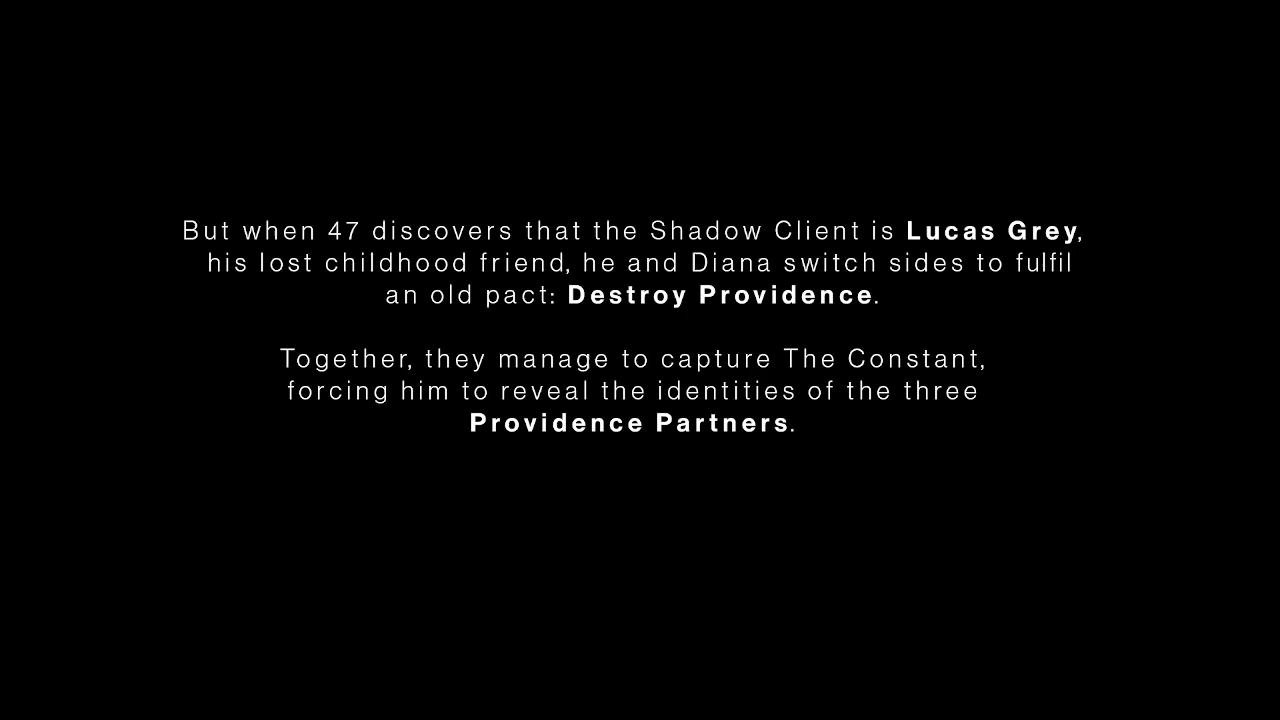 But when 47 discovers that the Shadow Client is Lucas Grey,
his lost childhood friend, he and Diana switch sides to fulfil
an old pact: Destroy Providence.
Together, they manage to capture The Constant,
forcing him to reveal the identities of the three
Providence Partners.